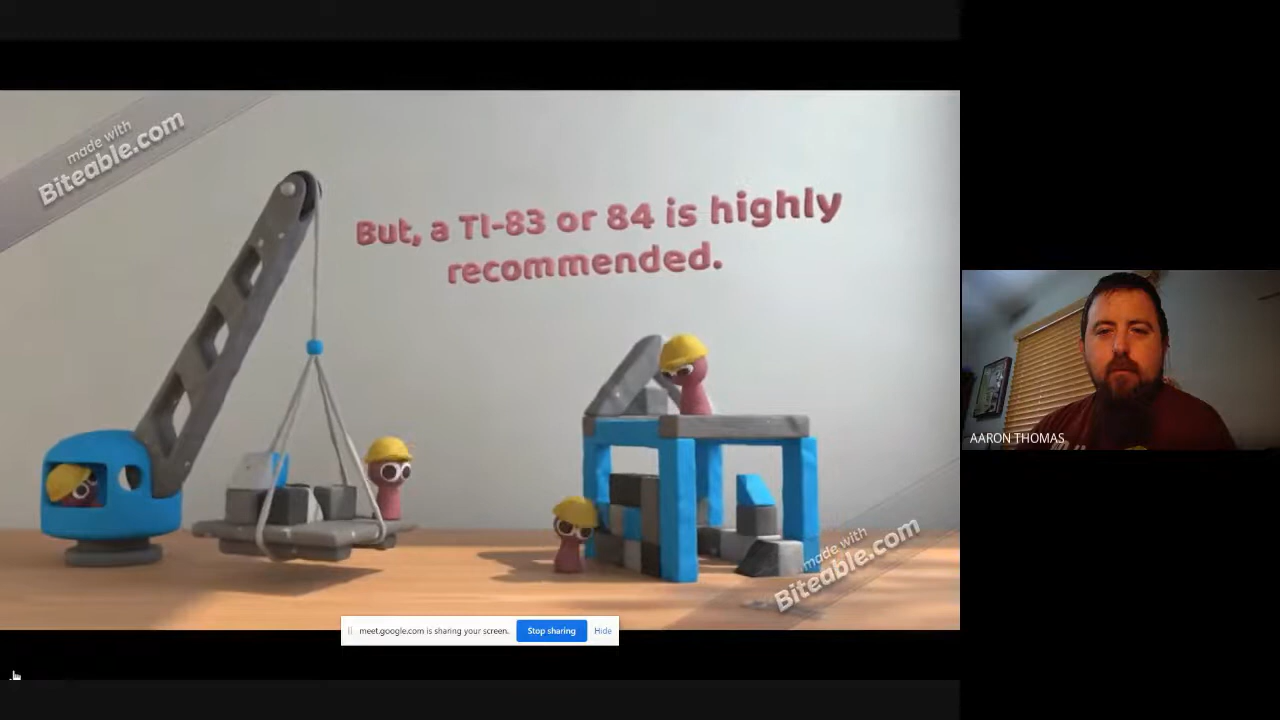 made with
Biteable.com
But, a TI-83 or 84 is highly
recommended.
AARON THOMAS
made with
Biteable.com
meet.google.com is sharing your screen.
Stop sharing
Hide